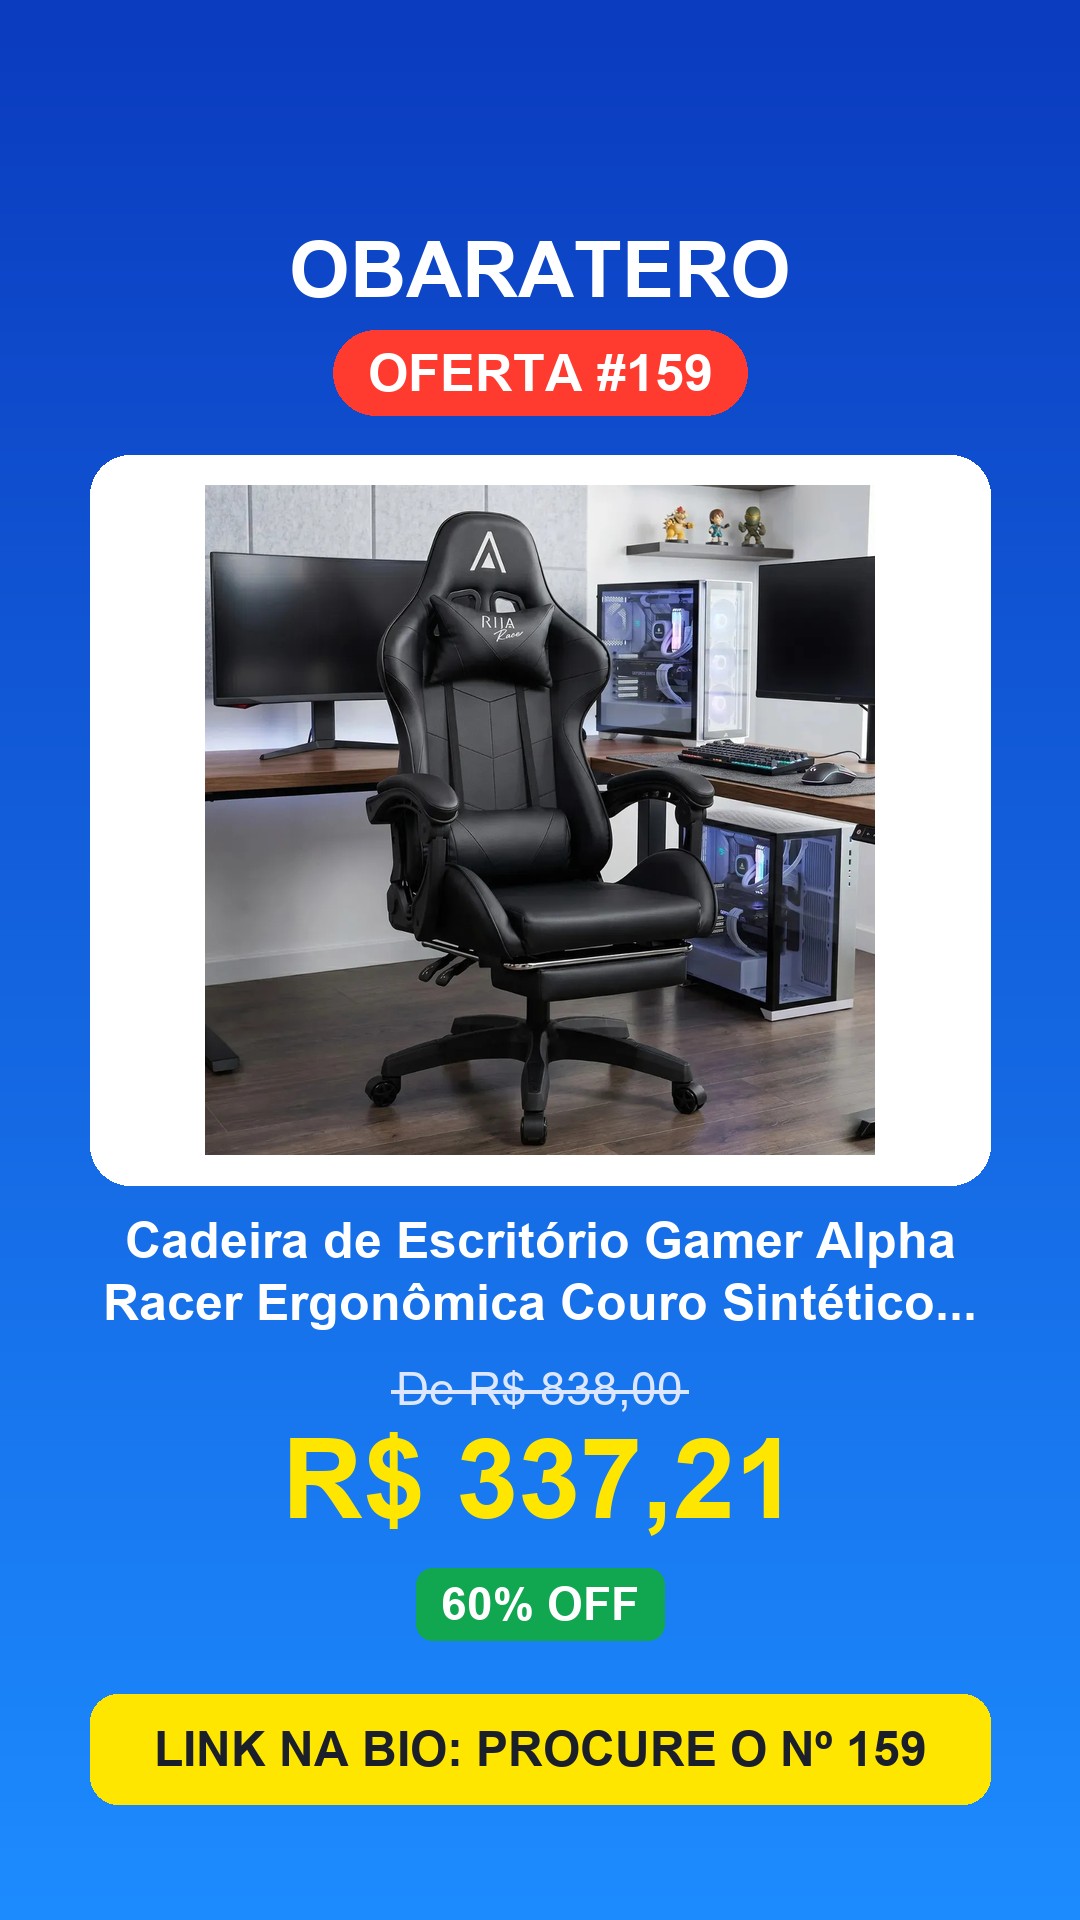 OBARATERO
OFERTA #159
RIIA
Race
Cadeira de Escritório Gamer Alpha
Racer Ergonômica Couro Sintético...
De R$ 838,00
R$ 337,21
60% OFF
LINK NA BIO: PROCURE O Nº 159